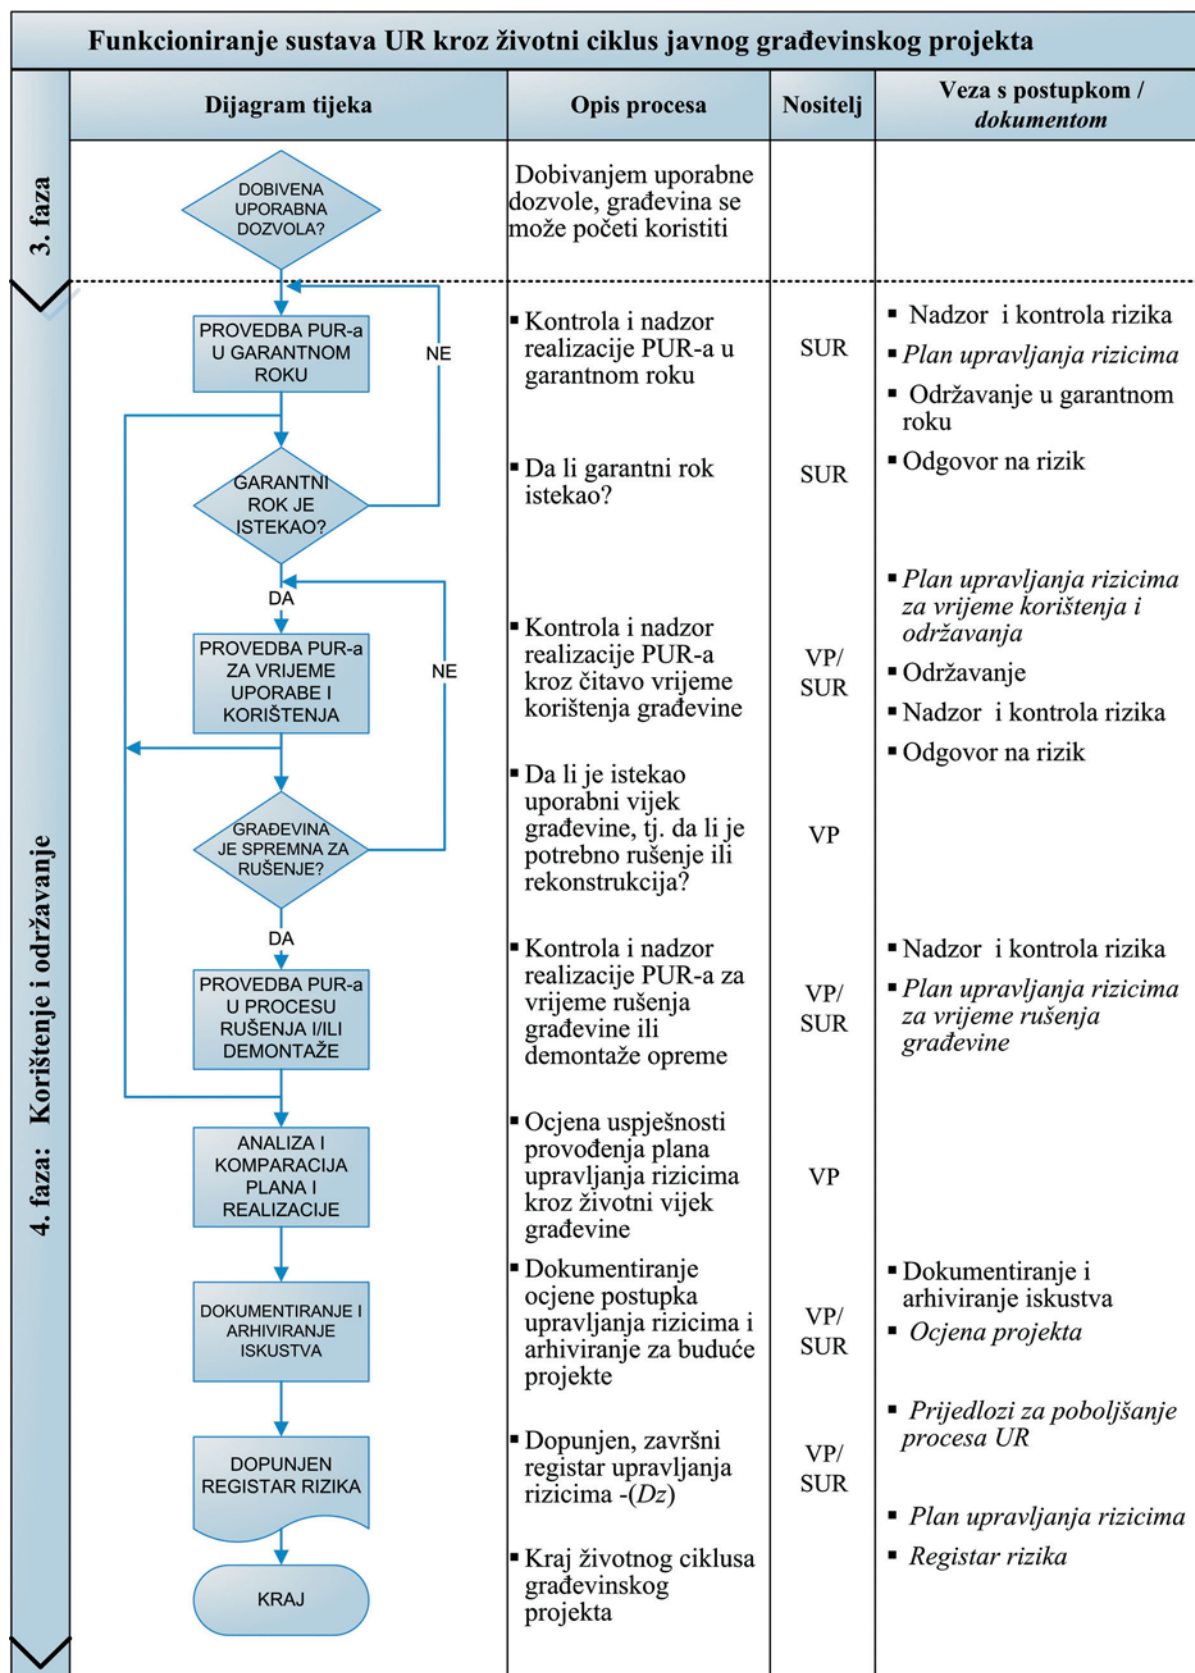 Funkcioniranje sustava UR kroz životni ciklus javnog građevinskog projekta
Dijagram tijeka
Opis procesa
Nositelj
Veza s postupkom /
dokumentom
3. faza
DOBIVENA
UPORABNA
DOZVOLA?
Dobivanjem uporabne
dozvole, građevina se
može početi koristiti
4. faza: Korištenje i održavanje
PROVEDBA PUR-a
U GARANTNOM
ROKU
NE
▪ Kontrola i nadzor
realizacije PUR-a u
garantnom roku
SUR
▪ Nadzor i kontrola rizika
▪ Plan upravljanja rizicima
▪ Održavanje u garantnom
roku
GARANTNI
ROK JE
ISTEKAO?
▪ Da li garantni rok
istekao?
SUR
▪ Odgovor na rizik
DA
PROVEDBA PUR-a
ZA VRIJEME
UPORABE I
KORIŠTENJA
NE
▪ Kontrola i nadzor
realizacije PUR-a
kroz čitavo vrijeme
korištenja građevine
VP/
SUR
▪ Plan upravljanja rizicima
za vrijeme korištenja i
održavanja
▪ Održavanje
▪ Nadzor i kontrola rizika
▪ Odgovor na rizik
GRAĐEVINA
JE SPREMNA ZA
RUŠENJE?
▪ Da li je istekao
uporabni vijek
građevine, tj. da li je
potrebno rušenje ili
rekonstrukcija?
VP
DA
PROVEDBA PUR-a
U PROCESU
RUŠENJA I/ILI
DEMONTAŽE
▪ Kontrola i nadzor
realizacije PUR-a za
vrijeme rušenja
građevine ili
demontaže opreme
VP/
SUR
▪ Nadzor i kontrola rizika
▪ Plan upravljanja rizicima
za vrijeme rušenja
građevine
ANALIZA I
KOMPARACIJA
PLANA I
REALIZACIJE
▪ Ocjena uspješnosti
provođenja plana
upravljanja rizicima
kroz životni vijek
građevine
VP
DOKUMENTIRANJE I
ARHIVIRANJE
ISKUSTVA
▪ Dokumentiranje
ocjene postupka
upravljanja rizicima i
arhiviranje za buduće
projekte
VP/
SUR
▪ Dokumentiranje i
arhiviranje iskustva
▪ Ocjena projekta
▪ Prijedlozi za poboljšanje
procesa UR
DOPUNJEN
REGISTAR RIZIKA
▪ Dopunjen, završni
registar upravljanja
rizicima -(Dz)
VP/
SUR
▪ Plan upravljanja rizicima
▪ Registar rizika
KRAJ
▪ Kraj životnog ciklusa
građevinskog
projekta